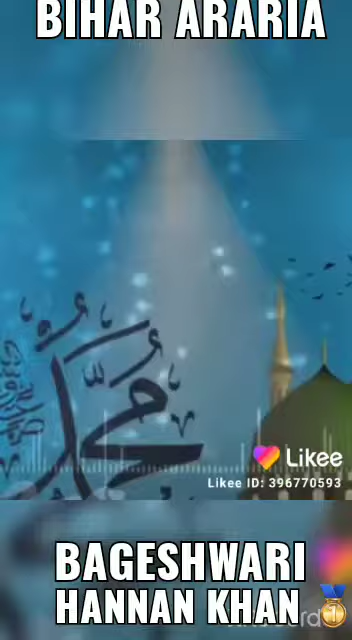 BIHAR ARARIA
محمد
Likee
Likee ID: 396770593
BAGESHWARI
HANNAN KHAN🥇